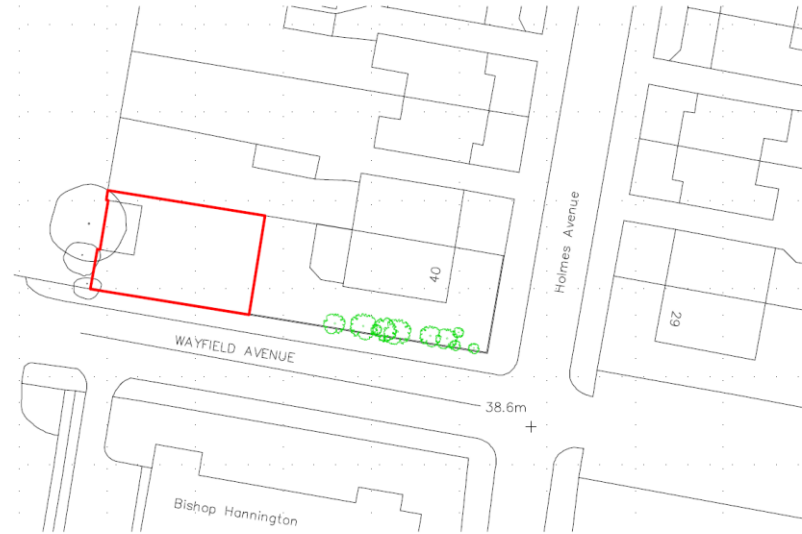 Holmes Avenue
40
29
WAYFIELD AVENUE
38.6m
Bishop Hannington